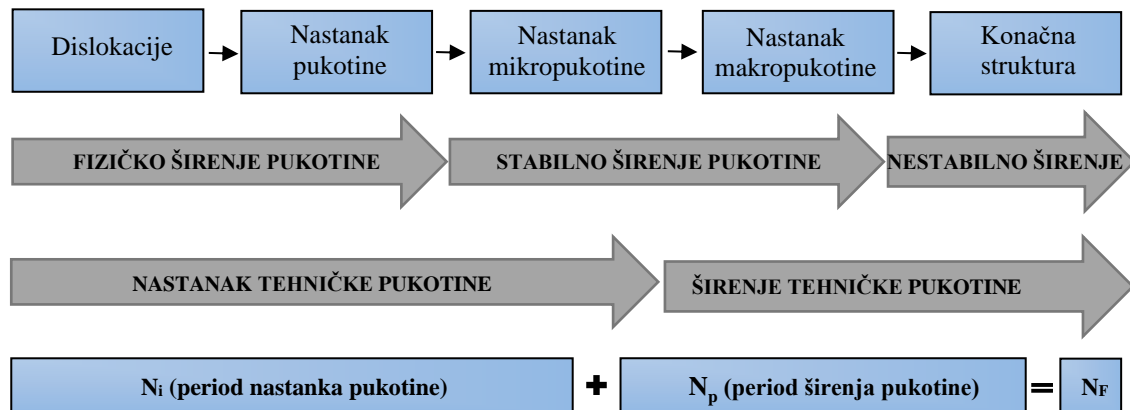 Dislokacije
Nastanak
pukotine
Nastanak
mikropukotine
Nastanak
makropukotine
Konačna
struktura
FIZIČKO ŠIRENJE PUKOTINE
STABILNO ŠIRENJE PUKOTINE
NESTABILNO ŠIRENJE
NASTANAK TEHNIČKE PUKOTINE
ŠIRENJE TEHNIČKE PUKOTINE
Ni (period nastanka pukotine) + Np (period širenja pukotine) = NF